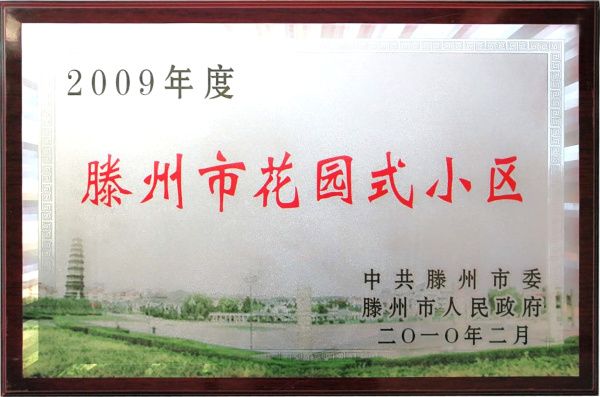 2009年度
滕州市花园式小区
中共滕州市委
滕州市人民政府
二〇一〇年二月